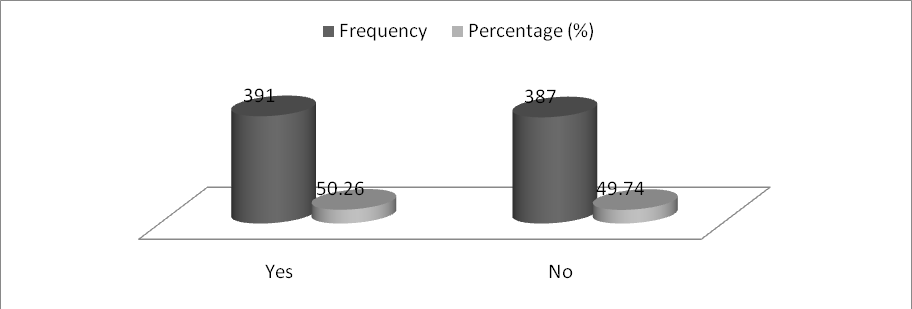 Frequency Percentage (%)
391 387
50.26 49.74
Yes No